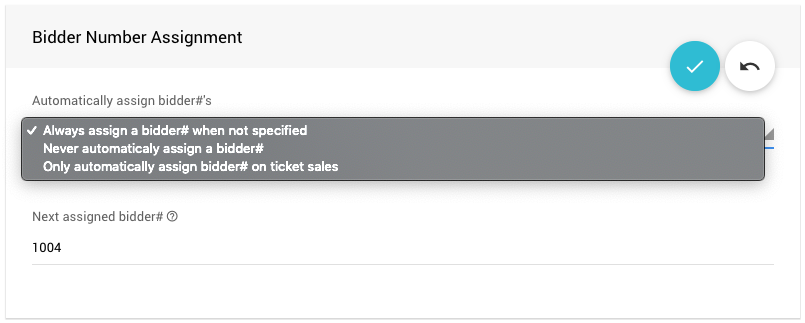 Bidder Number Assignment
Automatically assign bidder#'s
Always assign a bidder# when not specified
Never automaticaly assign a bidder#
Only automatically assign bidder# on ticket sales
Next assigned bidder#
1004